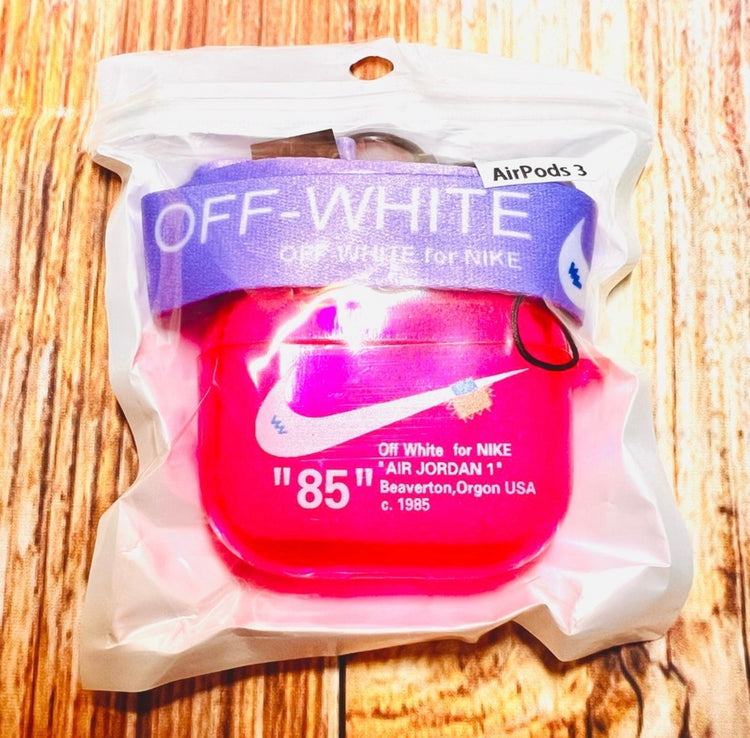 AirPods 3
OFF-WHITE
OFF-WHITE for NIKE
Off White for NIKE
"85"
"AIR JORDAN 1"
Beaverton,Orgon USA
c. 1985